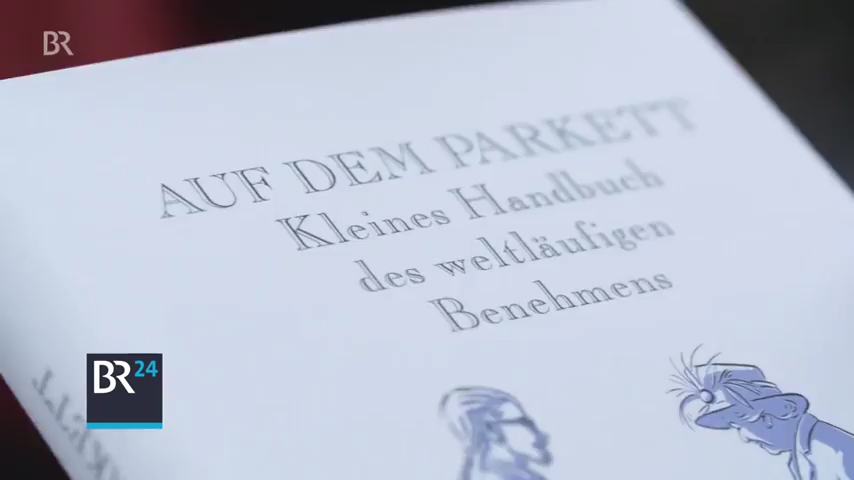 BR
AUF DEM PARKETT
Kleines Handbuch
des weltläufigen
Benehmens
BR24